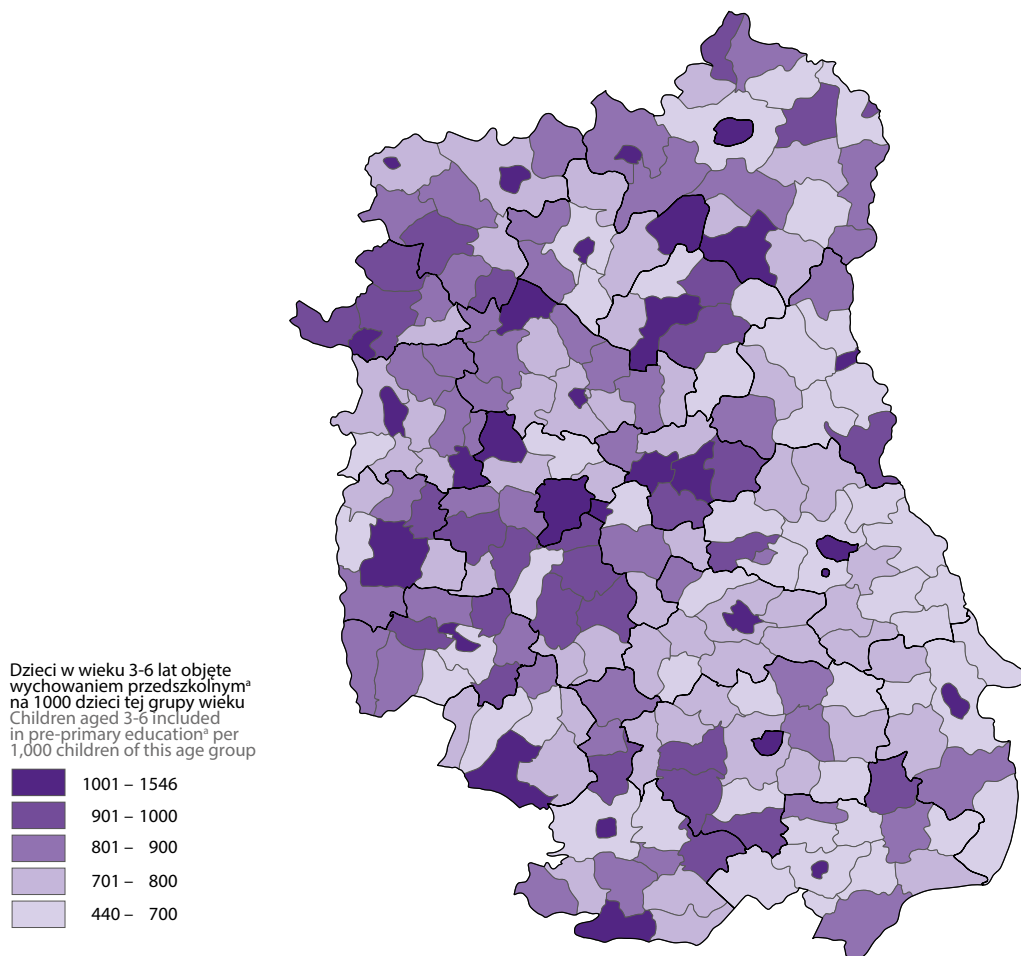 Dzieci w wieku 3-6 lat objęte
wychowaniem przedszkolnymᵃ
na 1000 dzieci tej grupy wieku
Children aged 3-6 included
in pre-primary educationᵃ per
1,000 children of this age group
1001 – 1546
901 – 1000
801 – 900
701 – 800
440 – 700